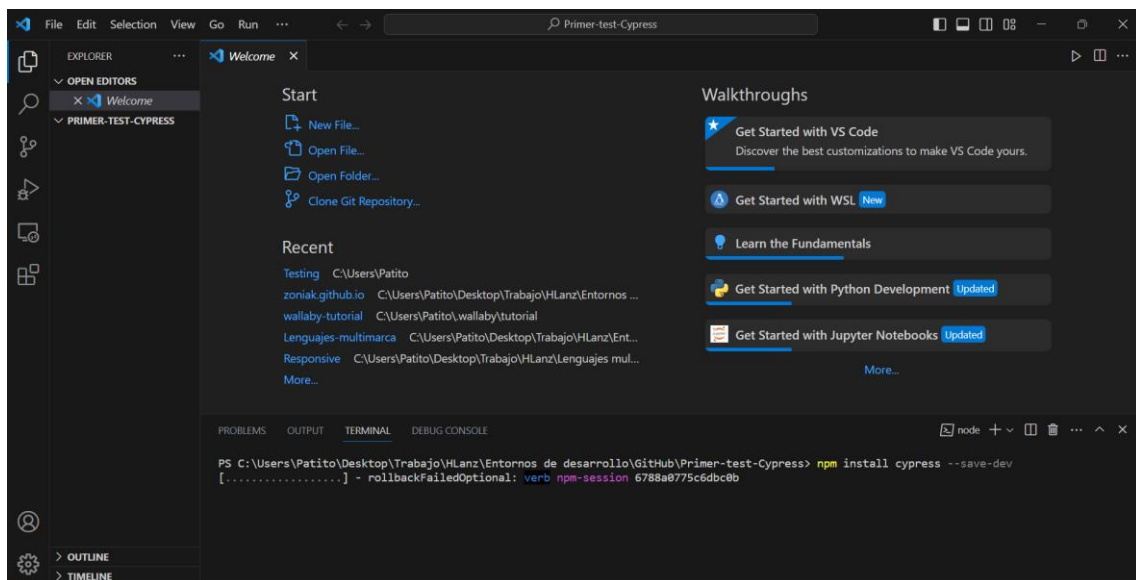 File Edit Selection View Go Run ···
Primer-test-Cypress
EXPLORER ···
Welcome
OPEN EDITORS
Welcome
PRIMER-TEST-CYPRESS
Start
New File...
Open File...
Open Folder...
Clone Git Repository...
Recent
Testing C:\Users\Patito
zoniak.github.io C:\Users\Patito\Desktop\Trabajo\HLanz\Entornos ...
wallaby-tutorial C:\Users\Patito\.wallaby\tutorial
Lenguajes-multimarca C:\Users\Patito\Desktop\Trabajo\HLanz\Ent...
Responsive C:\Users\Patito\Desktop\Trabajo\HLanz\Lenguajes mul...
More...
Walkthroughs
Get Started with VS Code
Discover the best customizations to make VS Code yours.
Get Started with WSL New
Learn the Fundamentals
Get Started with Python Development Updated
Get Started with Jupyter Notebooks Updated
More...
PROBLEMS OUTPUT TERMINAL DEBUG CONSOLE
node
PS C:\Users\Patito\Desktop\Trabajo\HLanz\Entornos de desarrollo\GitHub\Primer-test-Cypress> npm install cypress --save-dev
[..................] - rollbackFailedOptional: verb npm-session 6788a0775c6dbc0b
OUTLINE
TIMELINE